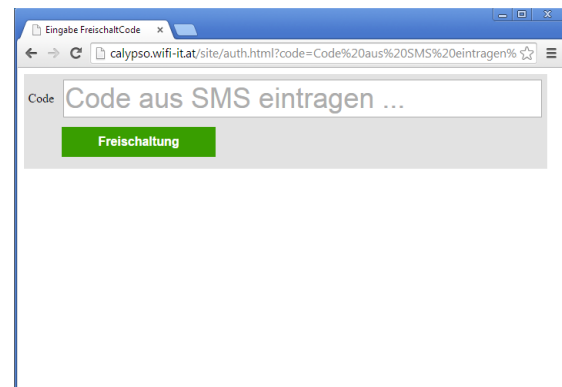 Eingabe FreischaltCode
calypso.wifi-it.at/site/auth.html?code=Code%20aus%20SMS%20eintragen%
Code
Code aus SMS eintragen ...
Freischaltung